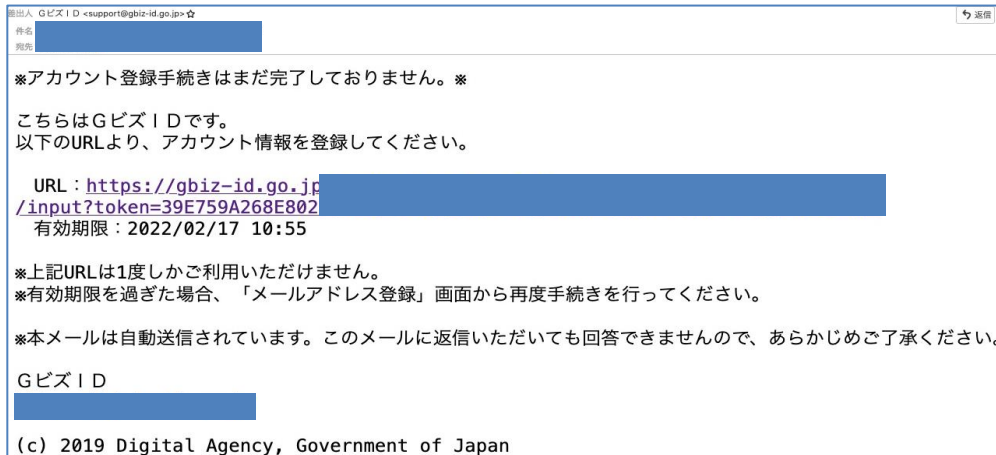 差出人 GビズID <support@gbiz-id.go.jp>☆
返信
件名
宛先
※アカウント登録手続きはまだ完了しておりません。※
こちらはGビズIDです。
以下のURLより、アカウント情報を登録してください。
URL：https://gbiz-id.go.jp
/input?token=39E759A268E802
有効期限：2022/02/17 10:55
※上記URLは1度しかご利用いただけません。
※有効期限を過ぎた場合、「メールアドレス登録」画面から再度手続きを行ってください。
※本メールは自動送信されています。このメールに返信いただいても回答できませんので、あらかじめご了承ください。
GビズID
(c) 2019 Digital Agency, Government of Japan